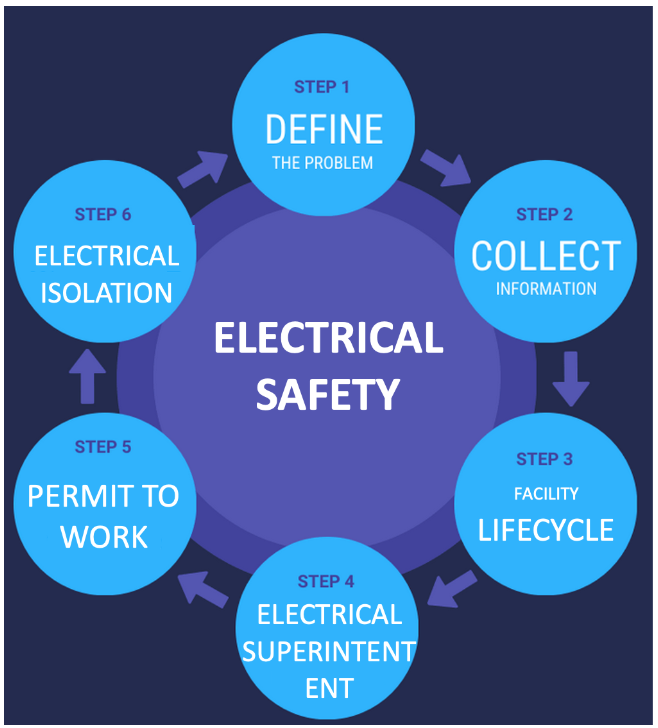 STEP 1
DEFINE
THE PROBLEM
STEP 2
COLLECT
INFORMATION
STEP 3
FACILITY
LIFECYCLE
STEP 4
ELECTRICAL
SUPERINTENT
ENT
STEP 5
PERMIT TO
WORK
STEP 6
ELECTRICAL
ISOLATION
ELECTRICAL
SAFETY